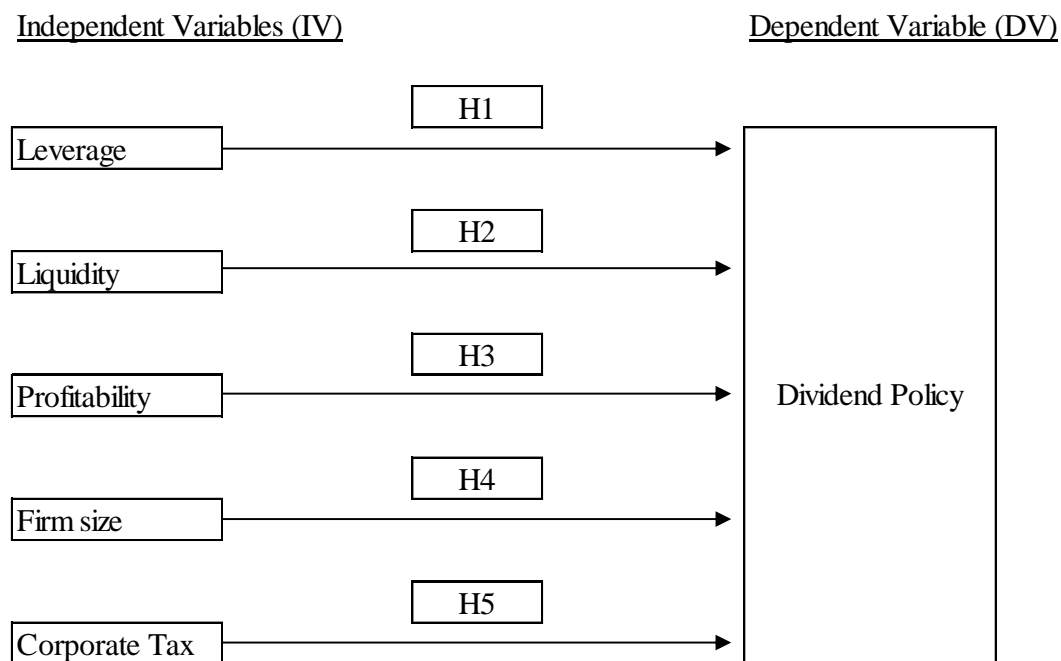 Independent Variables (IV)
Dependent Variable (DV)
H1
Leverage
H2
Liquidity
H3
Profitability
Dividend Policy
H4
Firm size
H5
Corporate Tax